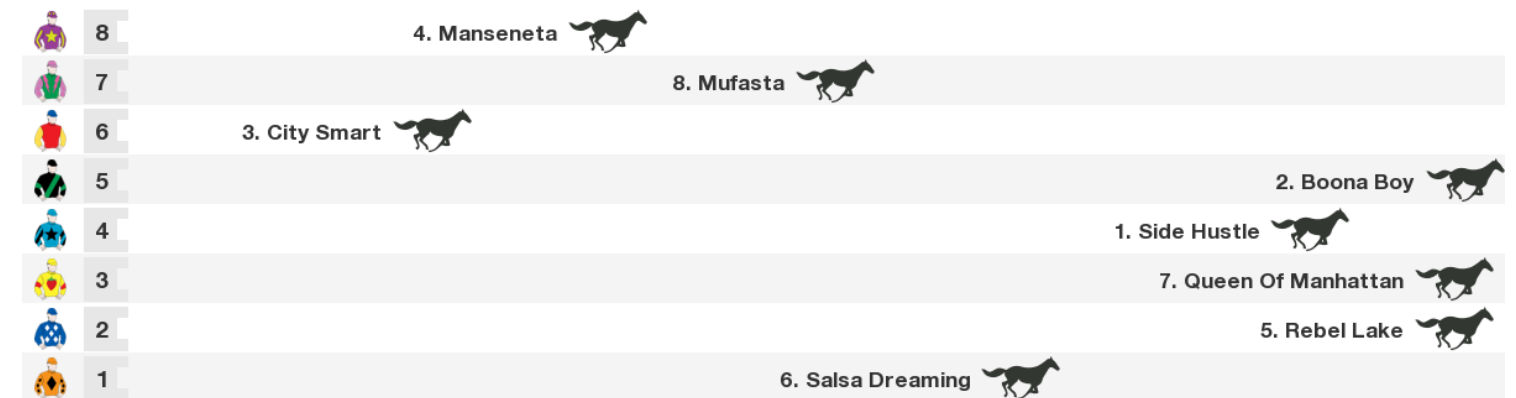 8 4. Manseneta
7 8. Mufasta
6 3. City Smart
5 2. Boona Boy
4 1. Side Hustle
3 7. Queen Of Manhattan
2 5. Rebel Lake
1 6. Salsa Dreaming